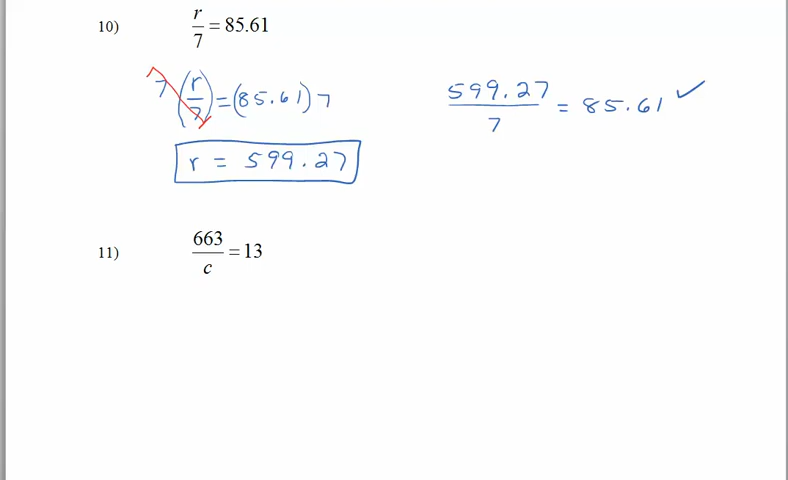 10) r/7 = 85.61
7 (r/7) = (85.61) 7
r = 599.27
599.27/7 = 85.61 ✓
11) 663/c = 13